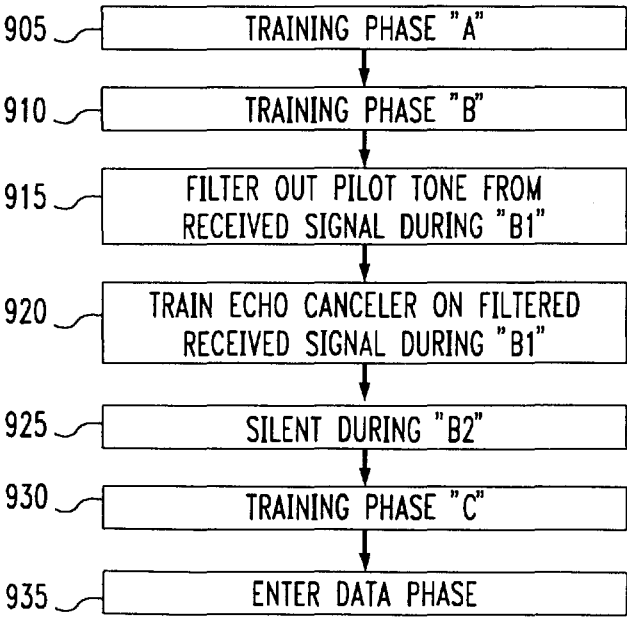 905
TRAINING PHASE "A"
910
TRAINING PHASE "B"
915
FILTER OUT PILOT TONE FROM
RECEIVED SIGNAL DURING "B1"
920
TRAIN ECHO CANCELER ON FILTERED
RECEIVED SIGNAL DURING "B1"
925
SILENT DURING "B2"
930
TRAINING PHASE "C"
935
ENTER DATA PHASE